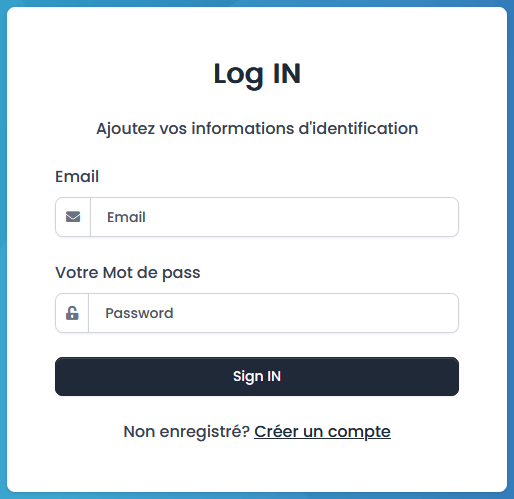 Log IN
Ajoutez vos informations d'identification
Email
Email
Votre Mot de pass
Password
Sign IN
Non enregistré? Créer un compte